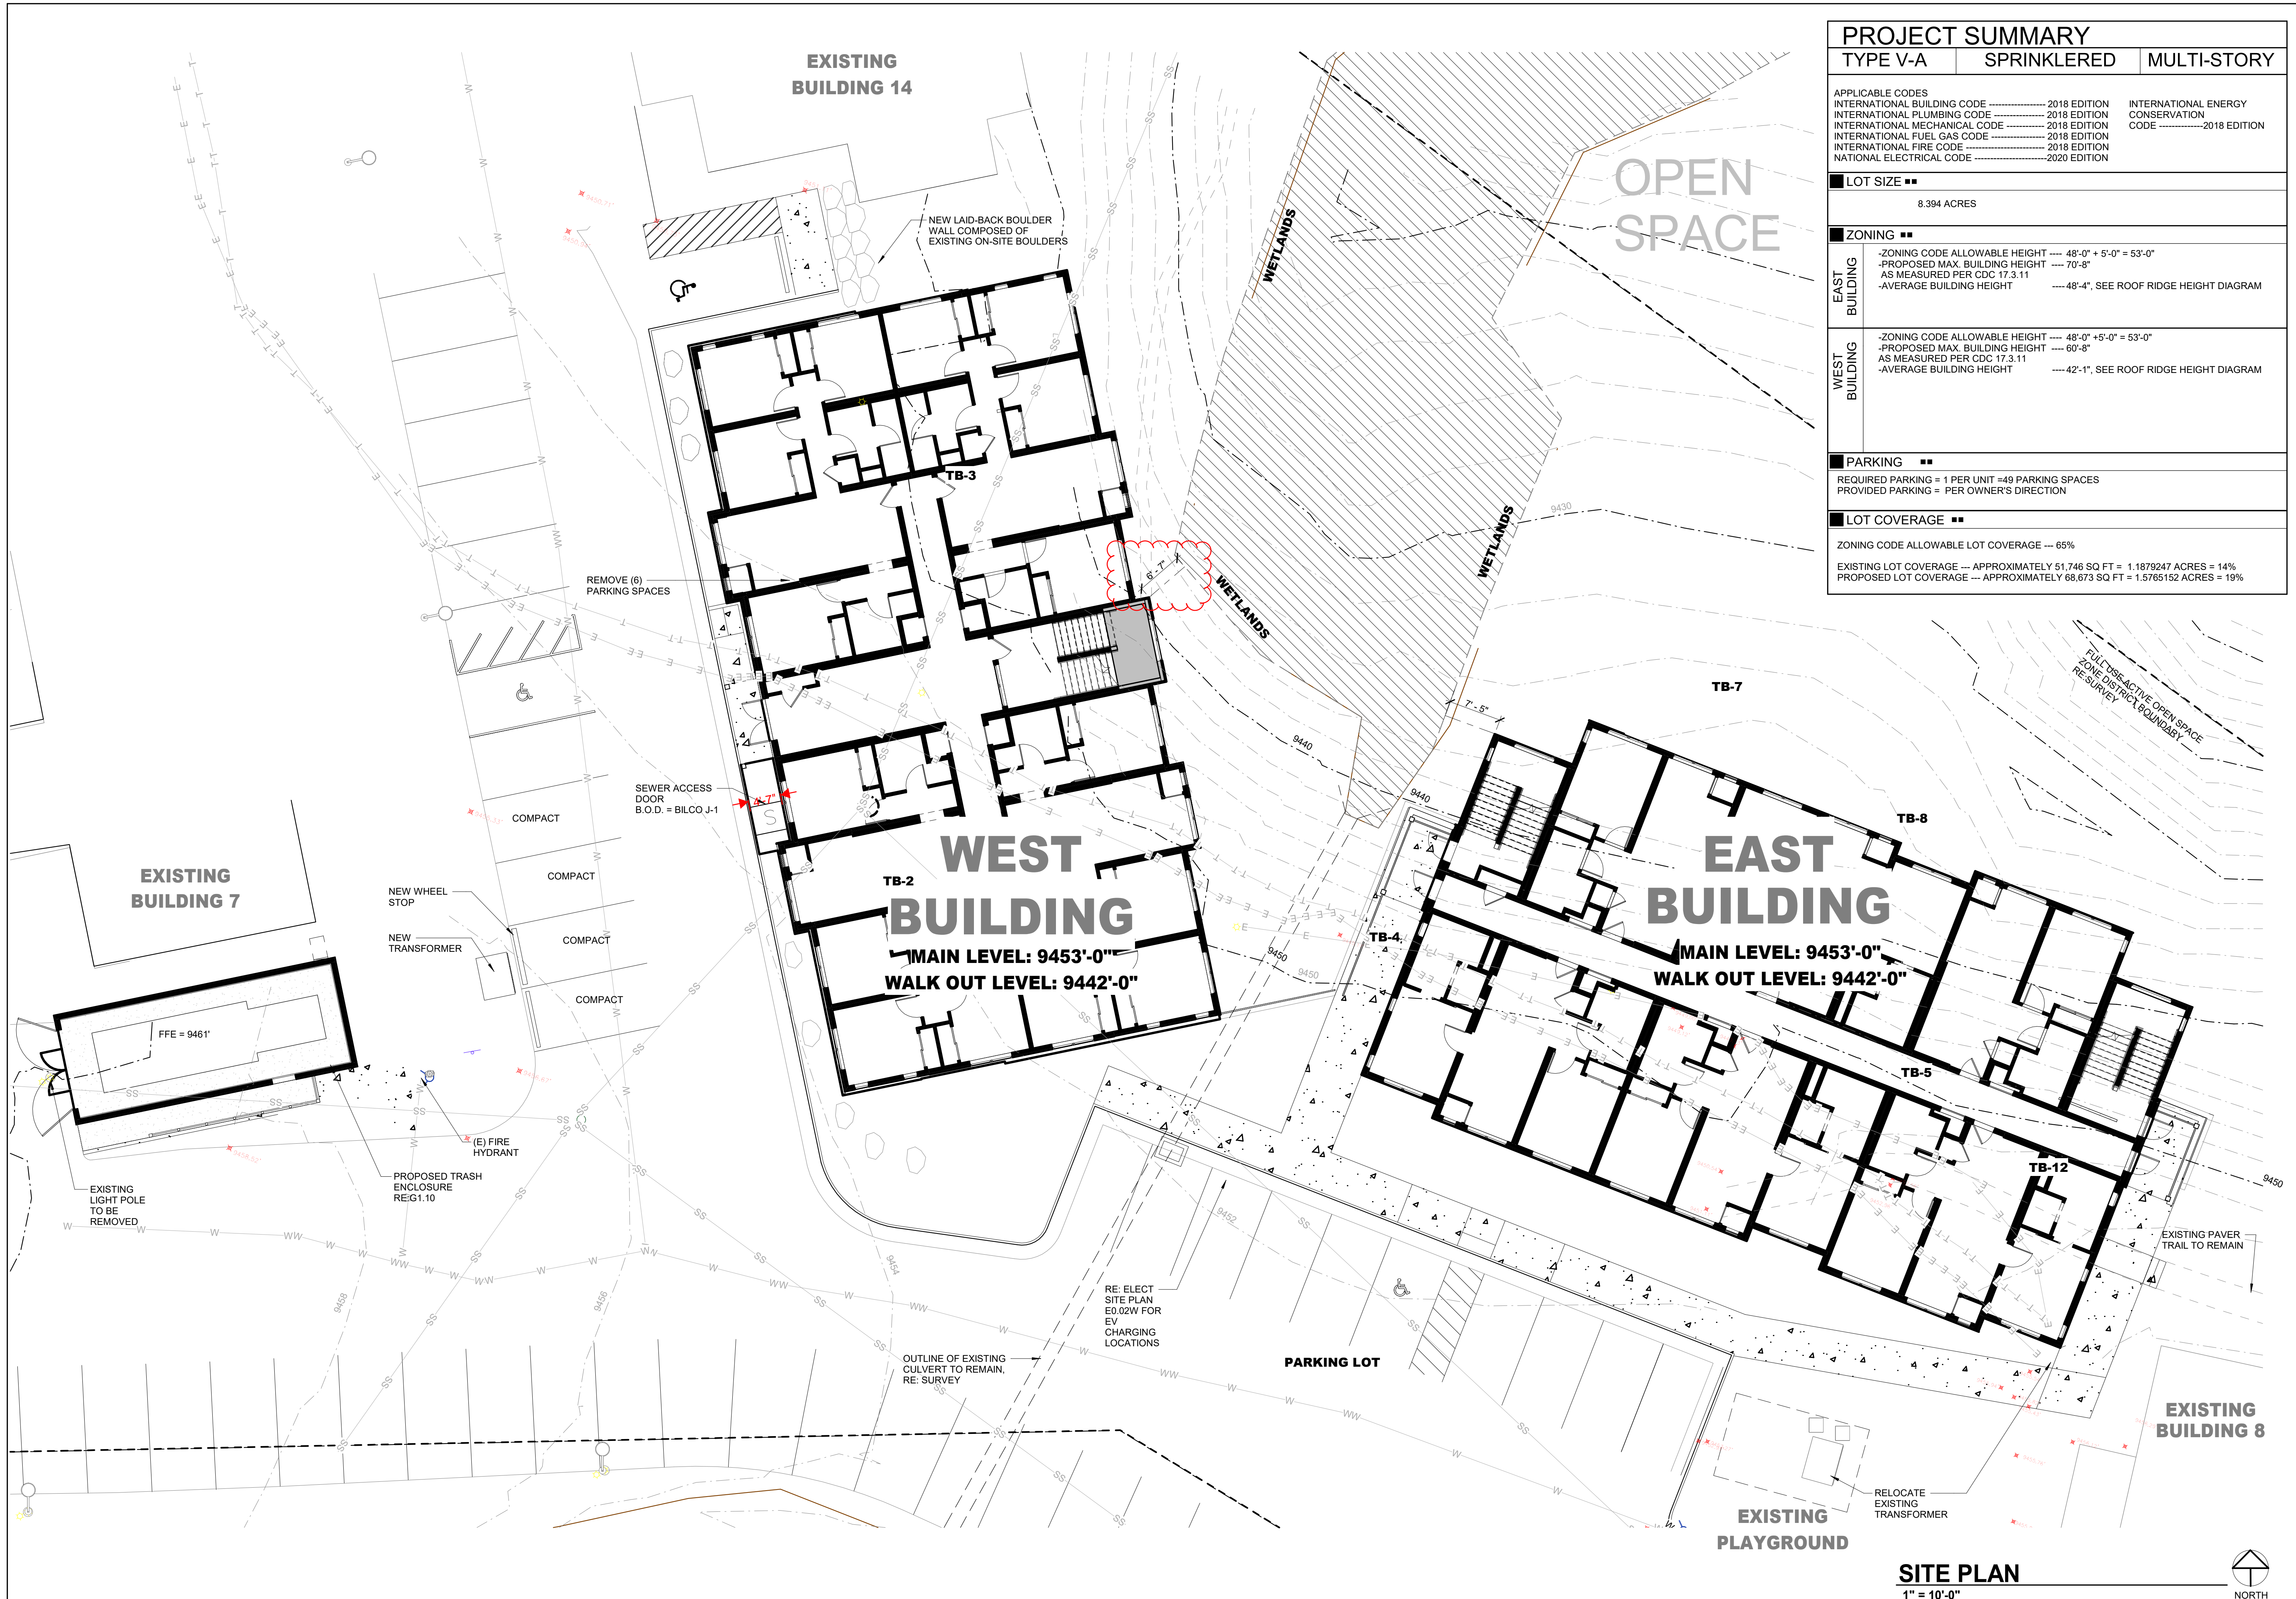 PROJECT SUMMARY
TYPE V-A SPRINKLERED MULTI-STORY
APPLICABLE CODES
INTERNATIONAL BUILDING CODE ------------------ 2018 EDITION
INTERNATIONAL PLUMBING CODE ---------------- 2018 EDITION
INTERNATIONAL MECHANICAL CODE ------------ 2018 EDITION
INTERNATIONAL FUEL GAS CODE ----------------- 2018 EDITION
INTERNATIONAL FIRE CODE ------------------------- 2018 EDITION
NATIONAL ELECTRICAL CODE -----------------------2020 EDITION
INTERNATIONAL ENERGY
CONSERVATION
CODE --------------2018 EDITION
LOT SIZE
8.394 ACRES
ZONING
EAST
BUILDING
-ZONING CODE ALLOWABLE HEIGHT ---- 48'-0" + 5'-0" = 53'-0"
-PROPOSED MAX. BUILDING HEIGHT ---- 70'-8"
AS MEASURED PER CDC 17.3.11
-AVERAGE BUILDING HEIGHT ---- 48'-4", SEE ROOF RIDGE HEIGHT DIAGRAM
WEST
BUILDING
-ZONING CODE ALLOWABLE HEIGHT ---- 48'-0" +5'-0" = 53'-0"
-PROPOSED MAX. BUILDING HEIGHT ---- 60'-8"
AS MEASURED PER CDC 17.3.11
-AVERAGE BUILDING HEIGHT ---- 42'-1", SEE ROOF RIDGE HEIGHT DIAGRAM
PARKING
REQUIRED PARKING = 1 PER UNIT =49 PARKING SPACES
PROVIDED PARKING = PER OWNER'S DIRECTION
LOT COVERAGE
ZONING CODE ALLOWABLE LOT COVERAGE --- 65%
EXISTING LOT COVERAGE --- APPROXIMATELY 51,746 SQ FT = 1.1879247 ACRES = 14%
PROPOSED LOT COVERAGE --- APPROXIMATELY 68,673 SQ FT = 1.5765152 ACRES = 19%
EXISTING
BUILDING 14
NEW LAID-BACK BOULDER
WALL COMPOSED OF
EXISTING ON-SITE BOULDERS
OPEN
SPACE
WETLANDS
WETLANDS
WETLANDS
9430
TB-3
REMOVE (6)
PARKING SPACES
6' - 7"
FULL USE ACTIVE OPEN SPACE
ZONE DISTRICT BOUNDARY
RE:SURVEY
TB-7
7' - 5"
9440
9440
SEWER ACCESS
DOOR
B.O.D. = BILCO J-1
4'-7"
S
COMPACT
COMPACT
COMPACT
COMPACT
TB-8
EXISTING
BUILDING 7
NEW WHEEL
STOP
NEW
TRANSFORMER
TB-2
WEST
BUILDING
MAIN LEVEL: 9453'-0"
WALK OUT LEVEL: 9442'-0"
EAST
BUILDING
MAIN LEVEL: 9453'-0"
WALK OUT LEVEL: 9442'-0"
TB-4
9450
9450
FFE = 9461'
TB-5
(E) FIRE
HYDRANT
PROPOSED TRASH
ENCLOSURE
RE:G1.10
EXISTING
LIGHT POLE
TO BE
REMOVED
TB-12
9450
EXISTING PAVER
TRAIL TO REMAIN
9452
9454
9456
9458
RE: ELECT
SITE PLAN
E0.02W FOR
EV
CHARGING
LOCATIONS
OUTLINE OF EXISTING
CULVERT TO REMAIN,
RE: SURVEY
PARKING LOT
EXISTING
BUILDING 8
RELOCATE
EXISTING
TRANSFORMER
EXISTING
PLAYGROUND
SITE PLAN
1" = 10'-0"
NORTH